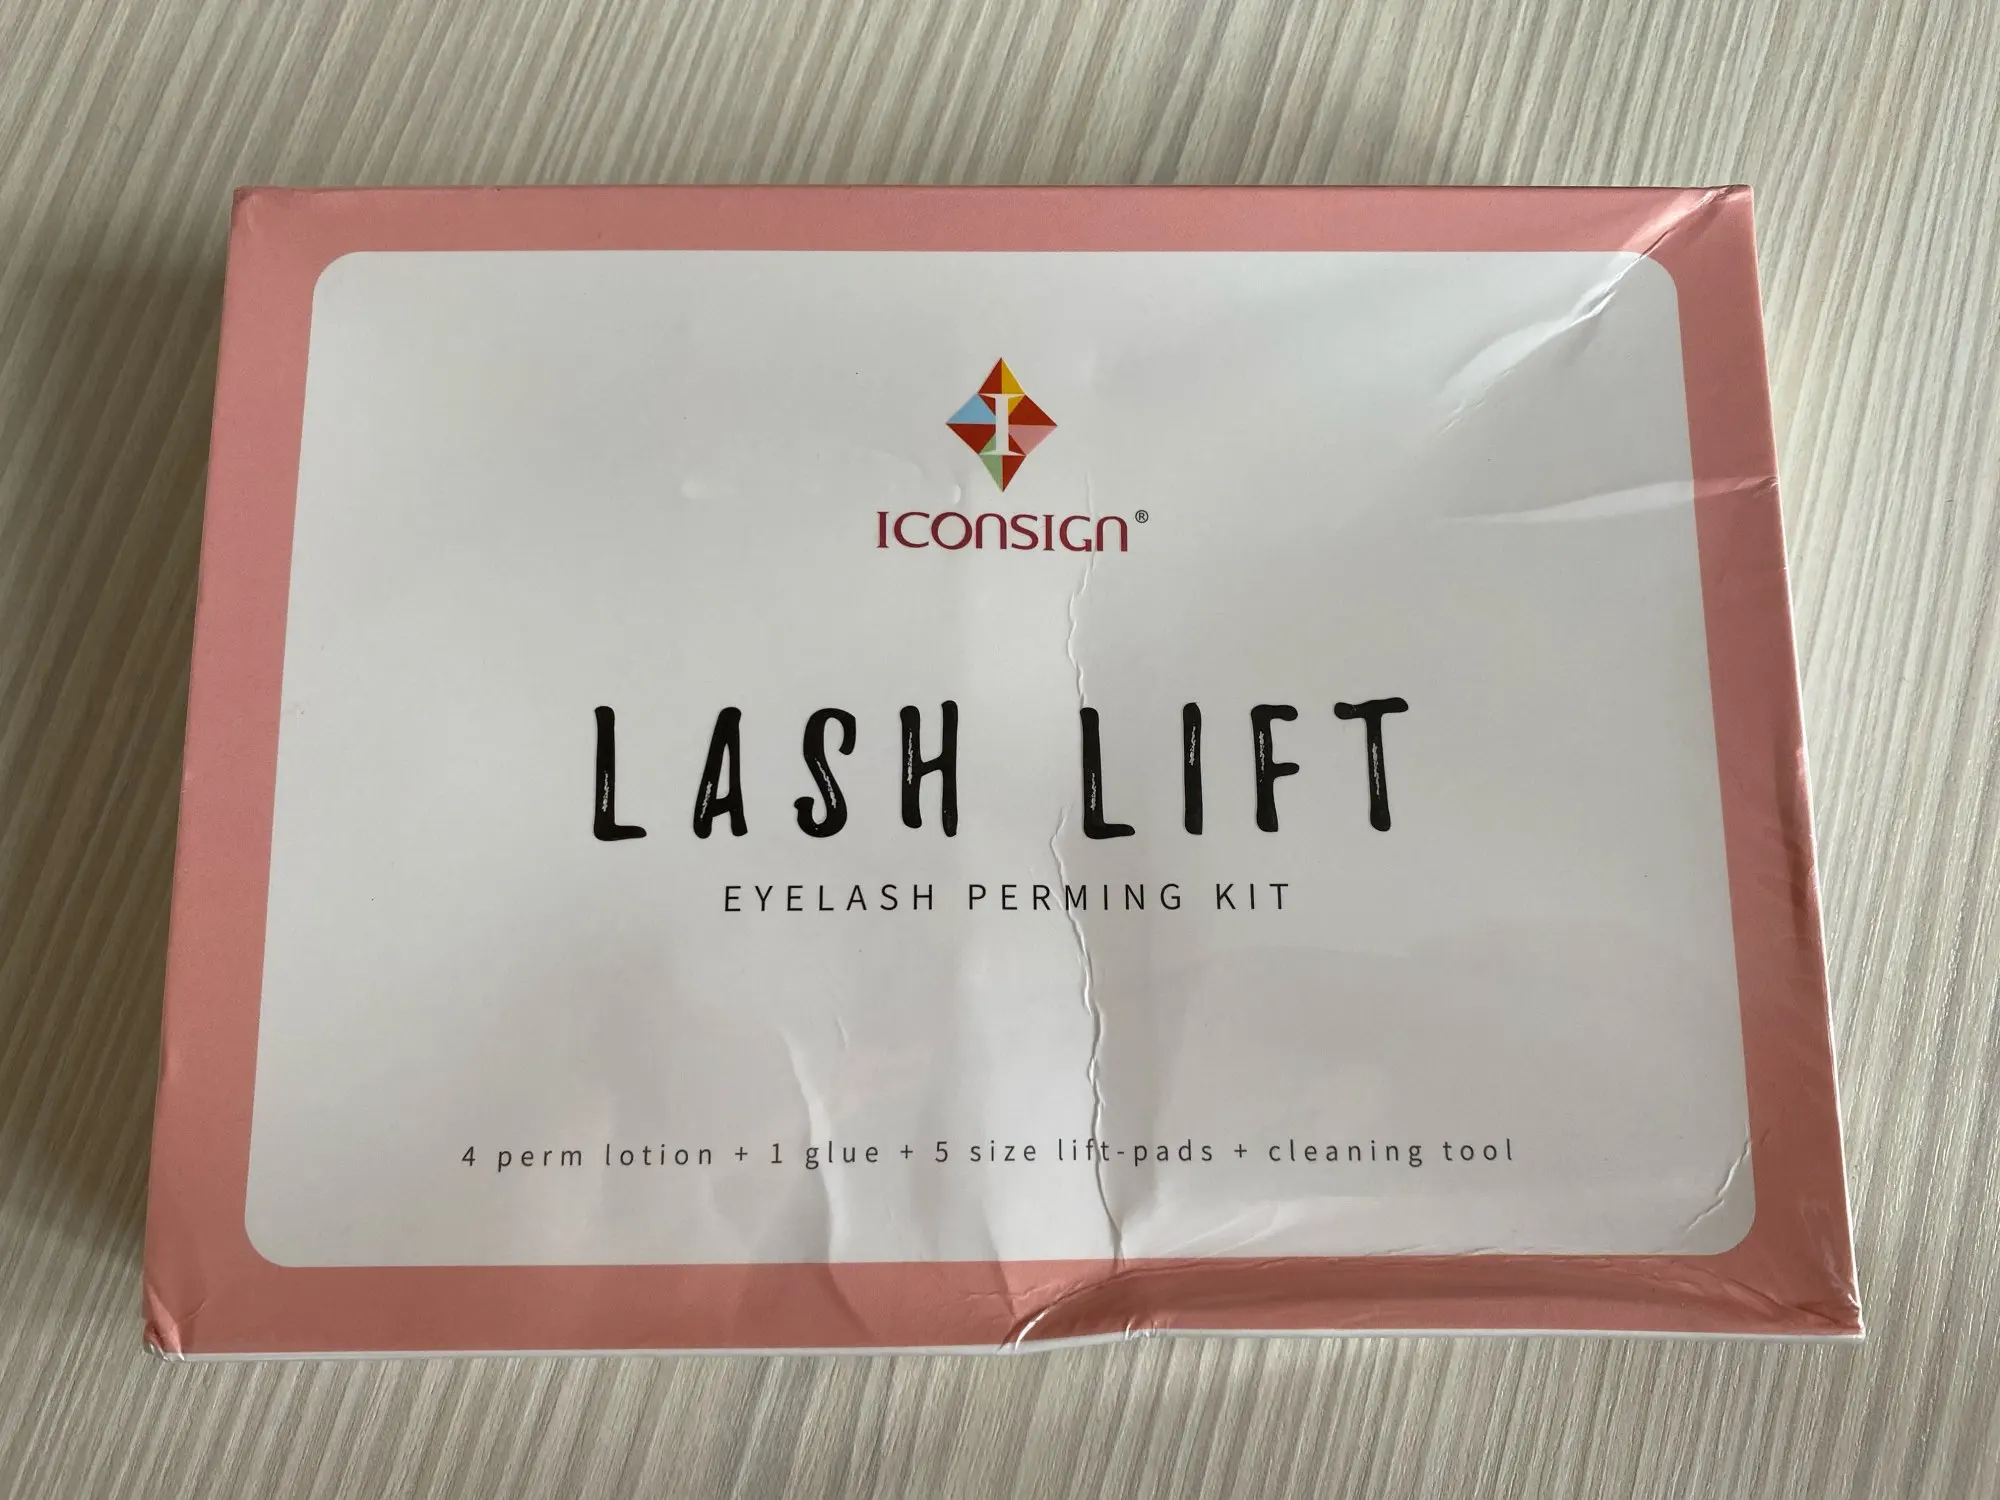 I
ICONSIGN®
LASH LIFT
EYELASH PERMING KIT
4 perm lotion + 1 glue + 5 size lift-pads + cleaning tool